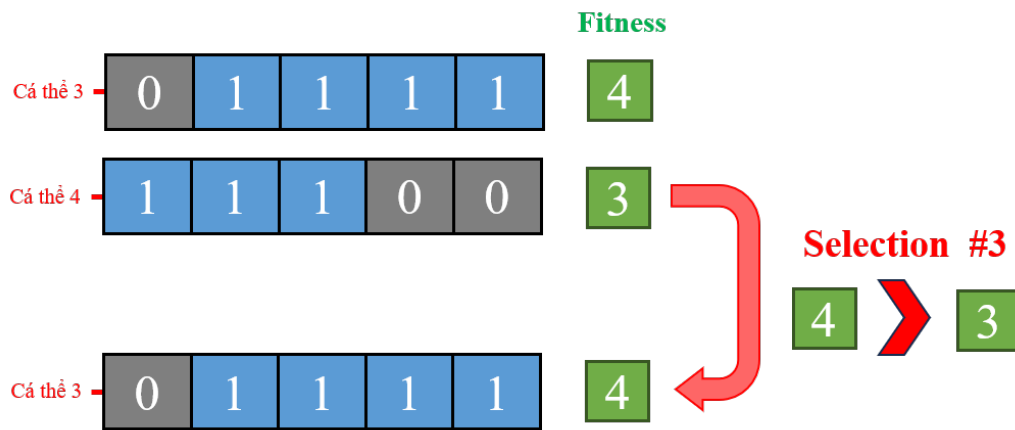 Fitness
Cá thể 3 0 1 1 1 1 4
Cá thể 4 1 1 1 0 0 3
Selection #3
4 3
Cá thể 3 0 1 1 1 1 4